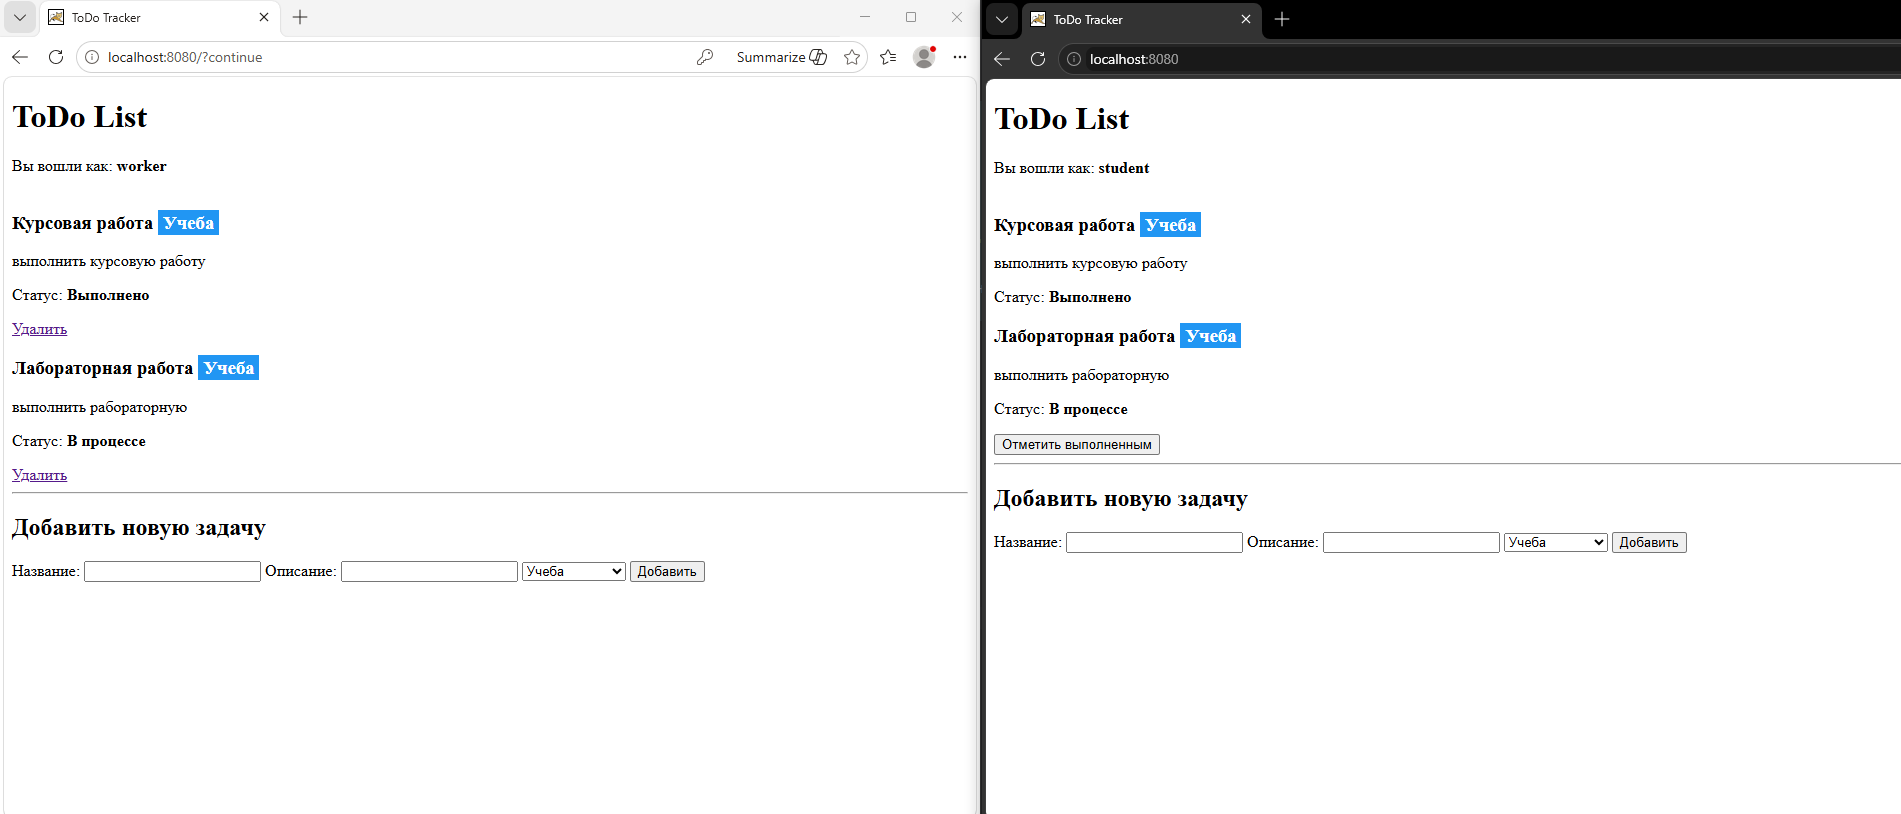 ToDo Tracker
localhost:8080/?continue
Summarize
ToDo List
Вы вошли как: worker
Курсовая работа Учеба
выполнить курсовую работу
Статус: Выполнено
Удалить
Лабораторная работа Учеба
выполнить рабораторную
Статус: В процессе
Удалить
Добавить новую задачу
Название: Описание: Учеба Добавить
ToDo Tracker
localhost:8080
ToDo List
Вы вошли как: student
Курсовая работа Учеба
выполнить курсовую работу
Статус: Выполнено
Лабораторная работа Учеба
выполнить рабораторную
Статус: В процессе
Отметить выполненным
Добавить новую задачу
Название: Описание: Учеба Добавить